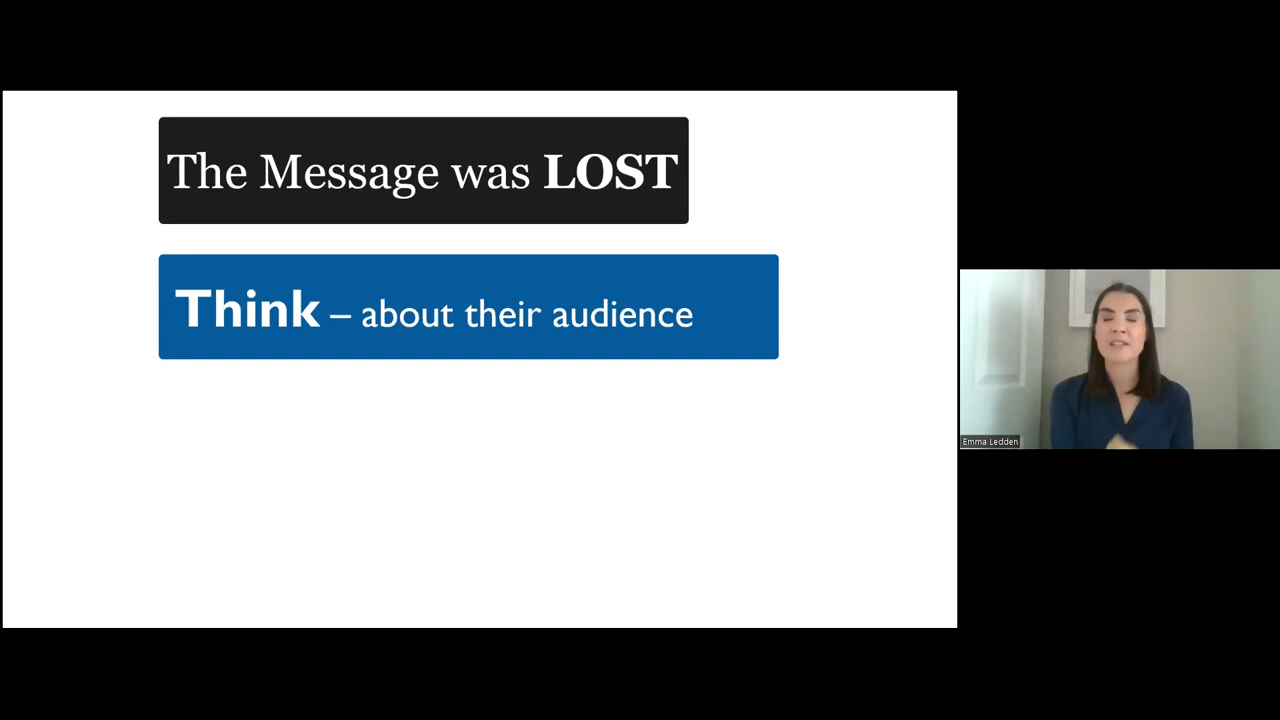 The Message was LOST
Think – about their audience
Emma Ledden